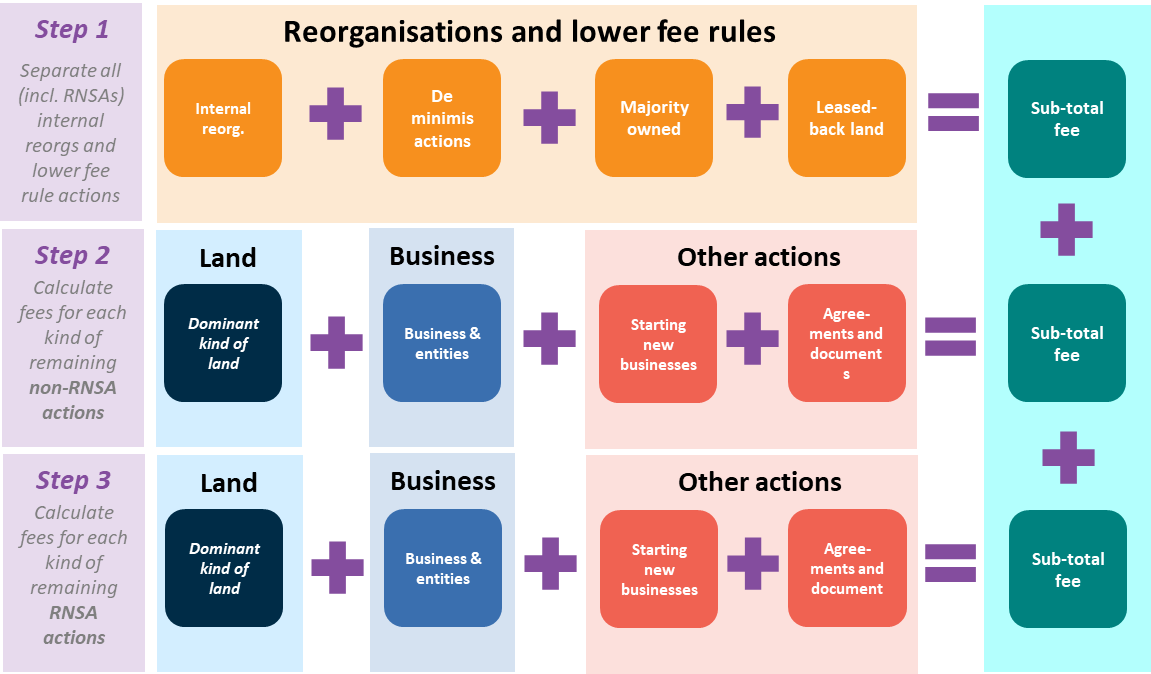 Step 1
Separate all
(incl. RNSAs)
internal
reorgs and
lower fee
rule actions
Reorganisations and lower fee rules
Internal
reorg.
De
minimis
actions
Majority
owned
Leased-
back land
Sub-total
fee
Step 2
Calculate
fees for each
kind of
remaining
non-RNSA
actions
Land
Dominant
kind of
land
Business
Business &
entities
Other actions
Starting
new
businesses
Agree-
ments and
document
s
Sub-total
fee
Step 3
Calculate
fees for each
kind of
remaining
RNSA
actions
Land
Dominant
kind of
land
Business
Business &
entities
Other actions
Starting
new
businesses
Agree-
ments and
document
Sub-total
fee